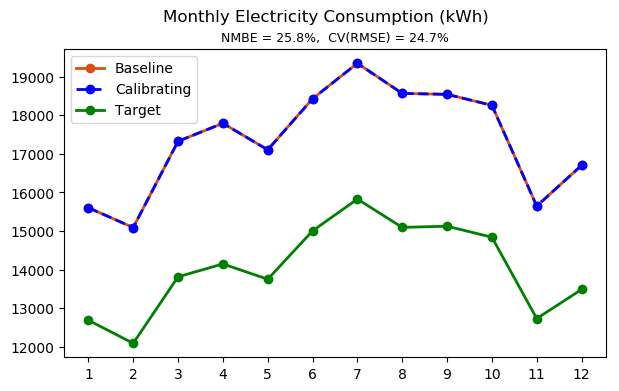 Monthly Electricity Consumption (kWh)
NMBE = 25.8%, CV(RMSE) = 24.7%
Baseline
Calibrating
Target
19000
18000
17000
16000
15000
14000
13000
12000
1 2 3 4 5 6 7 8 9 10 11 12